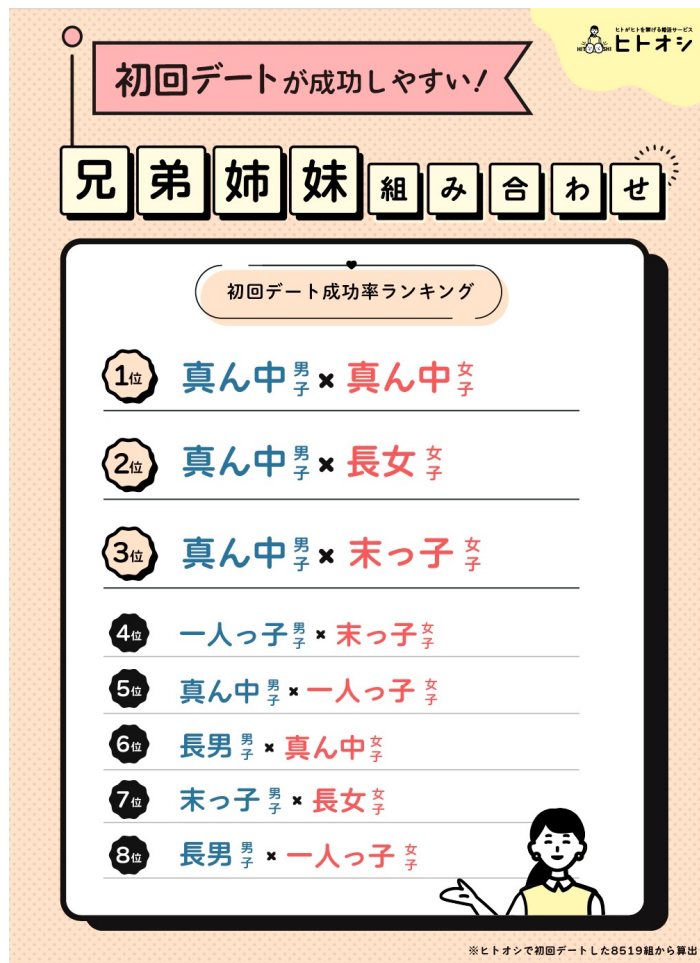 ヒトがヒトを繋げる婚活サービス
HITOSHI
ヒトオシ
初回デートが成功しやすい!
兄弟姉妹組み合わせ
初回デート成功率ランキング
1位 真ん中男子×真ん中女子
2位 真ん中男子×長女女子
3位 真ん中男子×末っ子女子
4位 一人っ子男子×末っ子女子
5位 真ん中男子×一人っ子女子
6位 長男男子×真ん中女子
7位 末っ子男子×長女女子
8位 長男男子×一人っ子女子
※ヒトオシで初回デートした8519組から算出